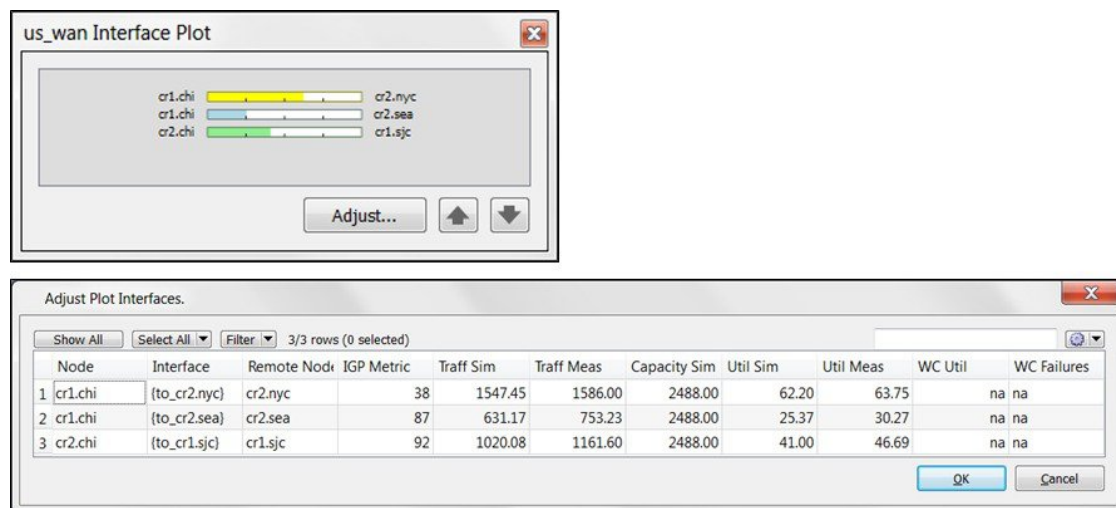 us_wan Interface Plot
cr1.chi cr2.nyc
cr1.chi cr2.sea
cr2.chi cr1.sjc
Adjust...
Adjust Plot Interfaces.
Show All Select All Filter 3/3 rows (0 selected)
Node Interface Remote Node IGP Metric Traff Sim Traff Meas Capacity Sim Util Sim Util Meas WC Util WC Failures
1 cr1.chi {to_cr2.nyc} cr2.nyc 38 1547.45 1586.00 2488.00 62.20 63.75 na na
2 cr1.chi {to_cr2.sea} cr2.sea 87 631.17 753.23 2488.00 25.37 30.27 na na
3 cr2.chi {to_cr1.sjc} cr1.sjc 92 1020.08 1161.60 2488.00 41.00 46.69 na na
OK Cancel